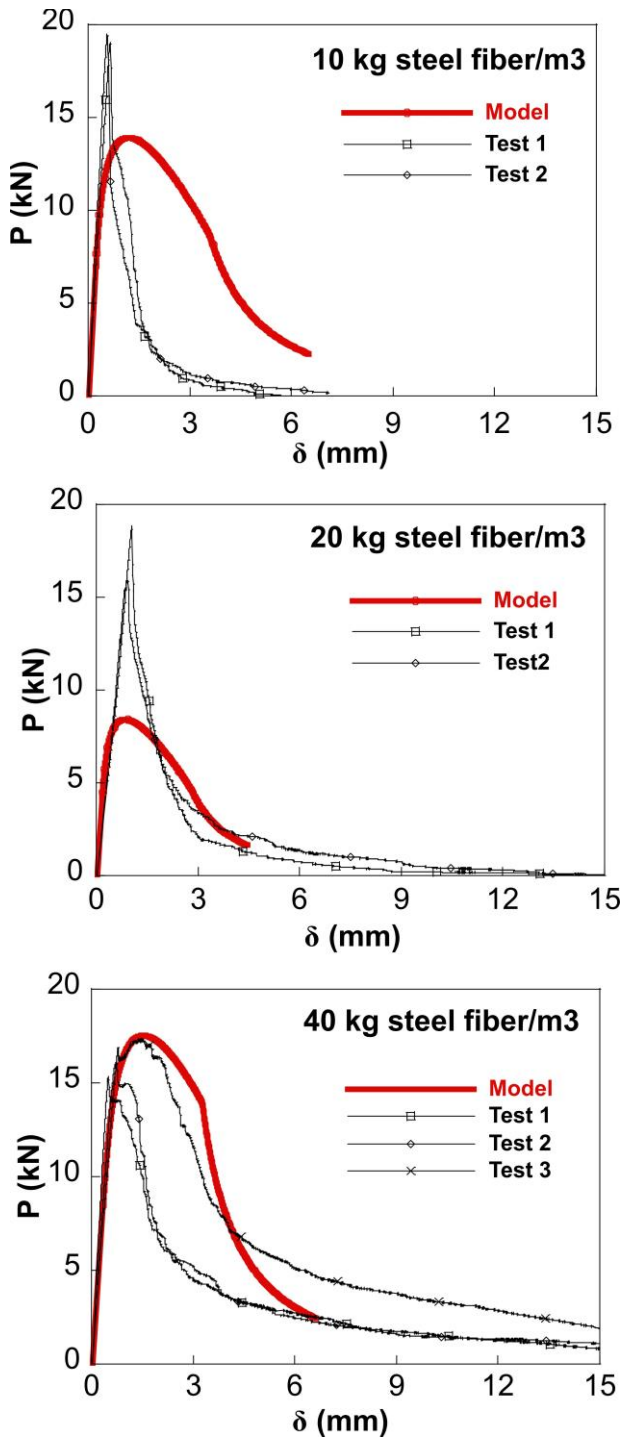 20
10 kg steel fiber/m3
15
Model
Test 1
Test 2
10
P (kN)
5
0
0 3 6 9 12 15
δ (mm)
20
20 kg steel fiber/m3
15
Model
Test 1
Test2
10
P (kN)
5
0
0 3 6 9 12 15
δ (mm)
20
40 kg steel fiber/m3
15
Model
Test 1
Test 2
Test 3
10
P (kN)
5
0
0 3 6 9 12 15
δ (mm)